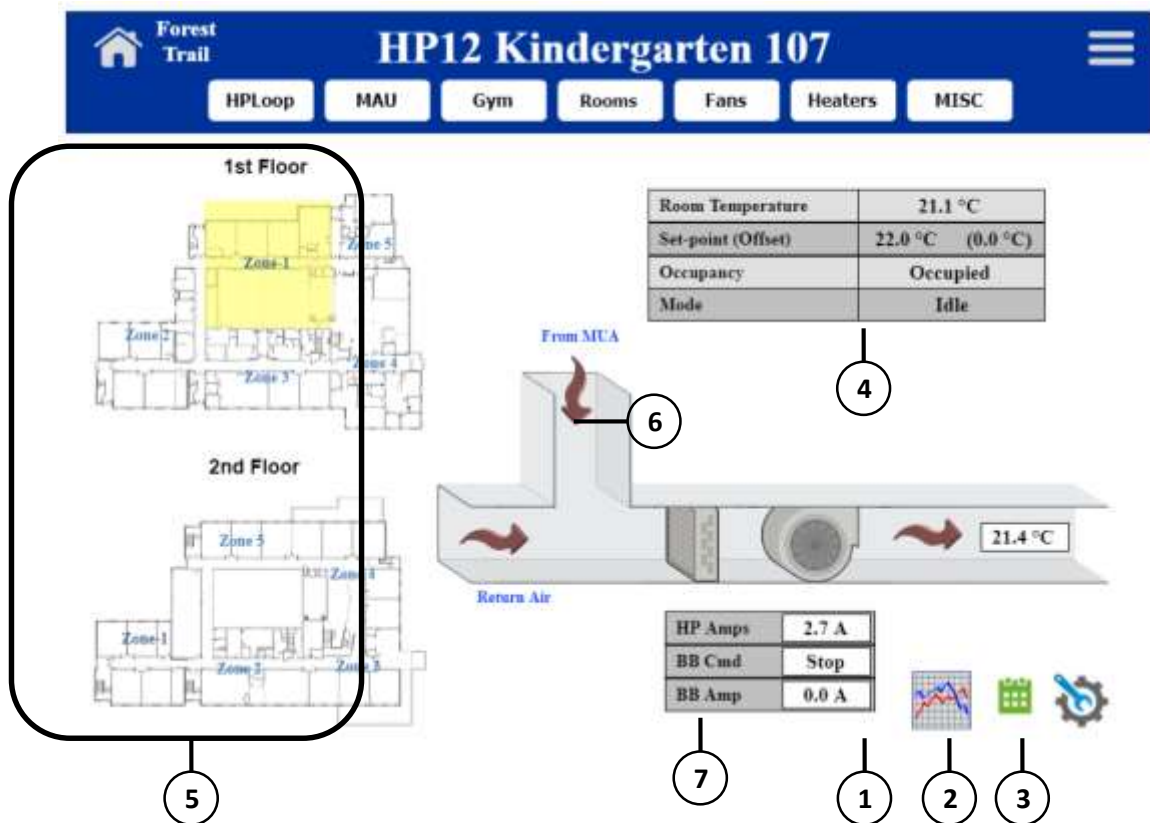 Forest
Trail
HP12 Kindergarten 107
HPLoop MAU Gym Rooms Fans Heaters MISC
1st Floor
Zone 5
Zone 1
Zone 2
Zone 4
Zone 3
2nd Floor
Zone 5
Zone 4
Zone 1
Zone 2
Zone 3
Room Temperature 21.1 °C
Set-point (Offset) 22.0 °C (0.0 °C)
Occupancy Occupied
Mode Idle
4
From MUA
6
21.4 °C
Return Air
HP Amps 2.7 A
BB Cmd Stop
BB Amp 0.0 A
5
7
1
2
3